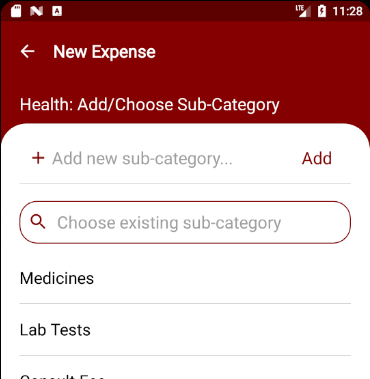 LTE 11:28
New Expense
Health: Add/Choose Sub-Category
Add new sub-category... Add
Choose existing sub-category
Medicines
Lab Tests